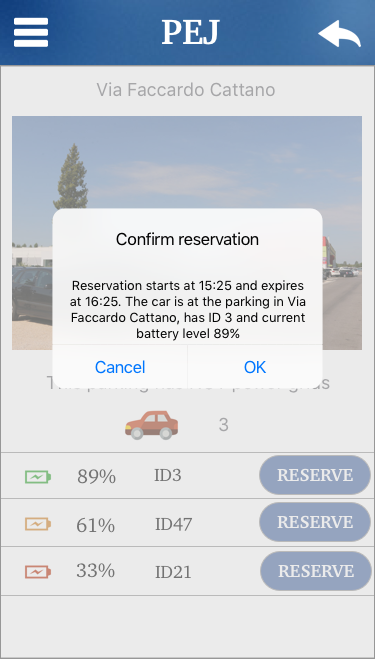 PEJ
Via Faccardo Cattano
Confirm reservation
Reservation starts at 15:25 and expires
at 16:25. The car is at the parking in Via
Faccardo Cattano, has ID 3 and current
battery level 89%
Cancel OK
3
89% ID3 RESERVE
61% ID47 RESERVE
33% ID21 RESERVE